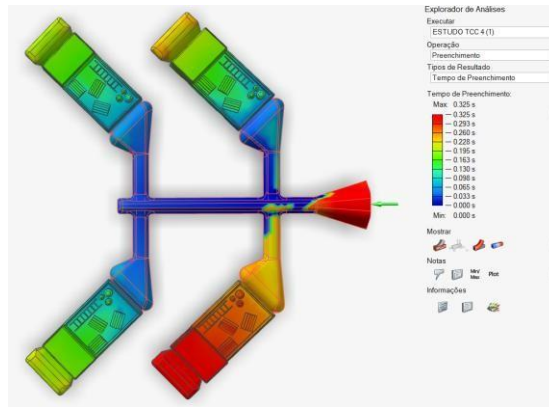 Explorador de Análises
Executar
ESTUDO TCC 4 (1)
Operação
Preenchimento
Tipos de Resultado
Tempo de Preenchimento
Tempo de Preenchimento:
Max: 0.325 s
0.325 s
0.293 s
0.260 s
0.228 s
0.195 s
0.163 s
0.130 s
0.098 s
0.065 s
0.033 s
0.000 s
Min: 0.000 s
Mostrar
Notas
Min/
Max
Plot
Informações